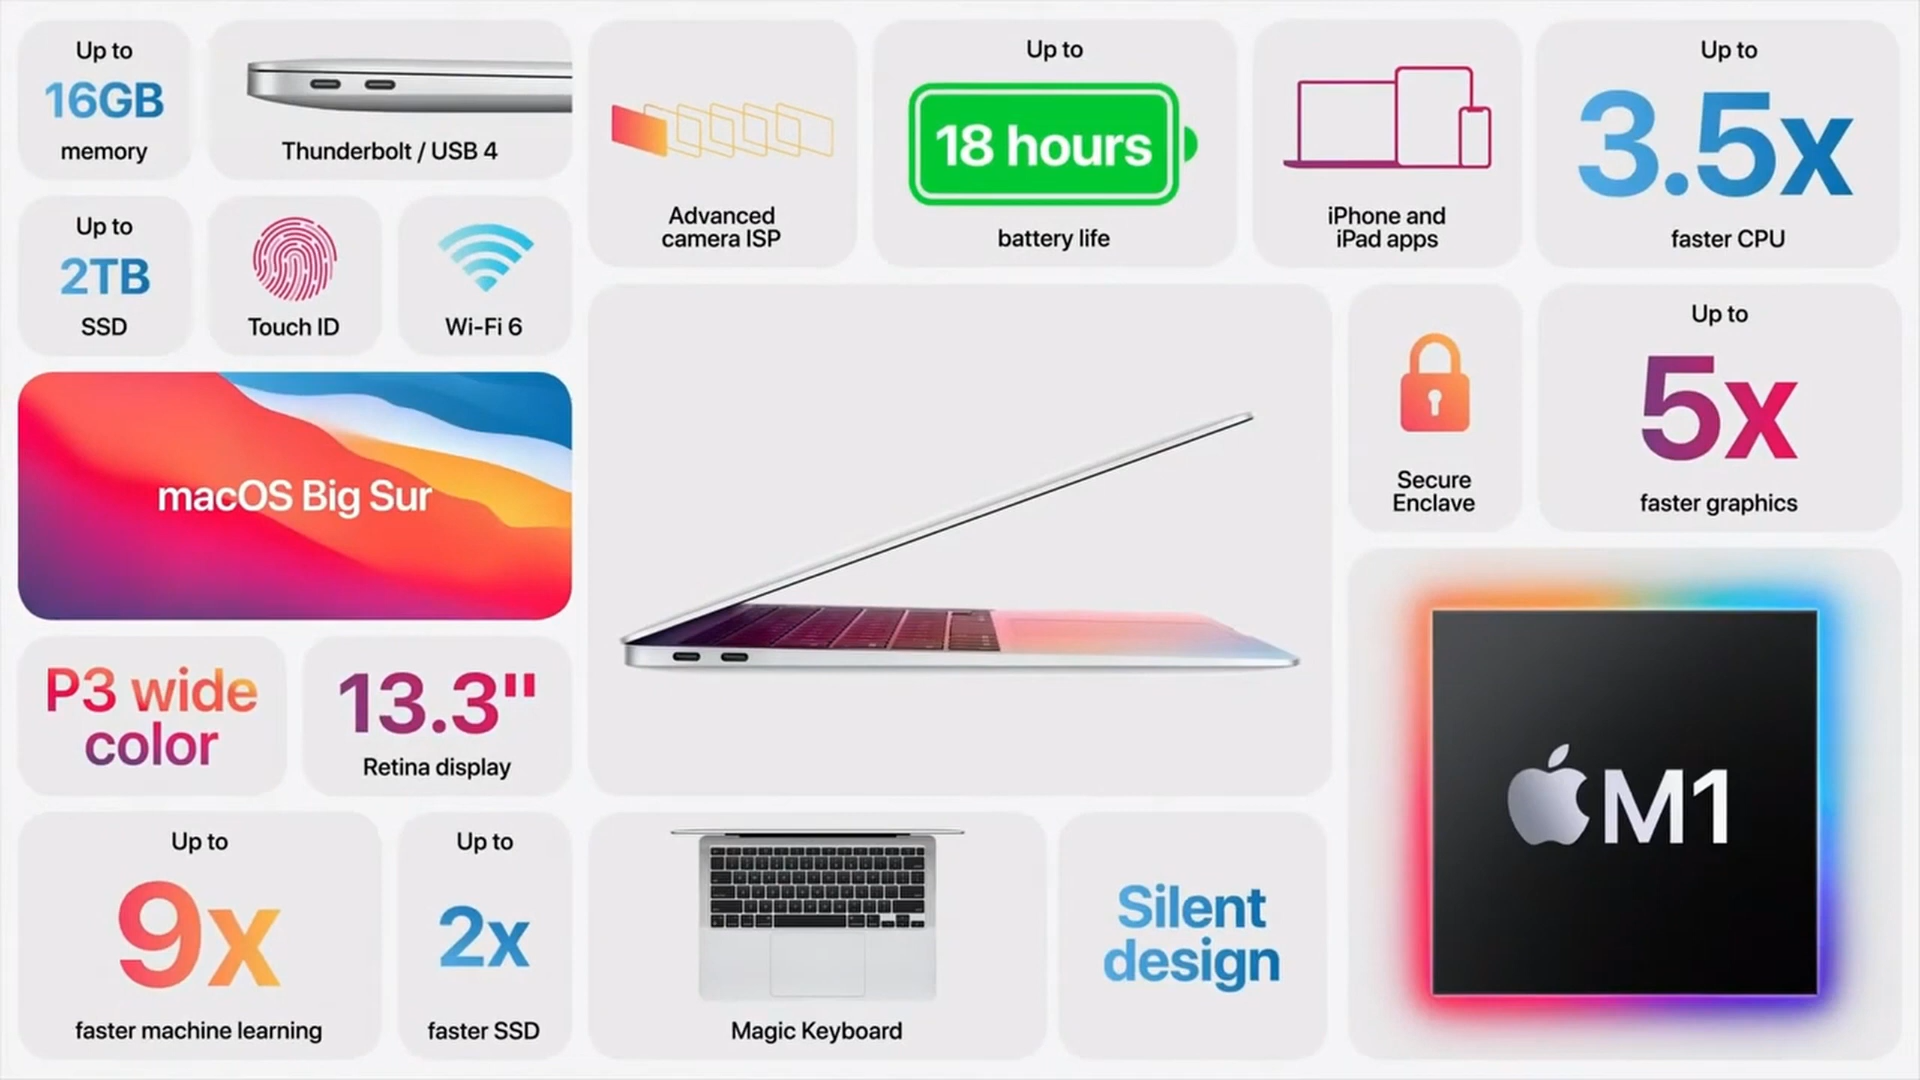 Up to
16GB
memory
Thunderbolt / USB 4
Advanced
camera ISP
Up to
18 hours
battery life
iPhone and
iPad apps
Up to
3.5x
faster CPU
Up to
2TB
SSD
Touch ID
Wi-Fi 6
macOS Big Sur
Secure
Enclave
Up to
5x
faster graphics
P3 wide
color
13.3"
Retina display
M1
Up to
9x
faster machine learning
Up to
2x
faster SSD
Magic Keyboard
Silent
design